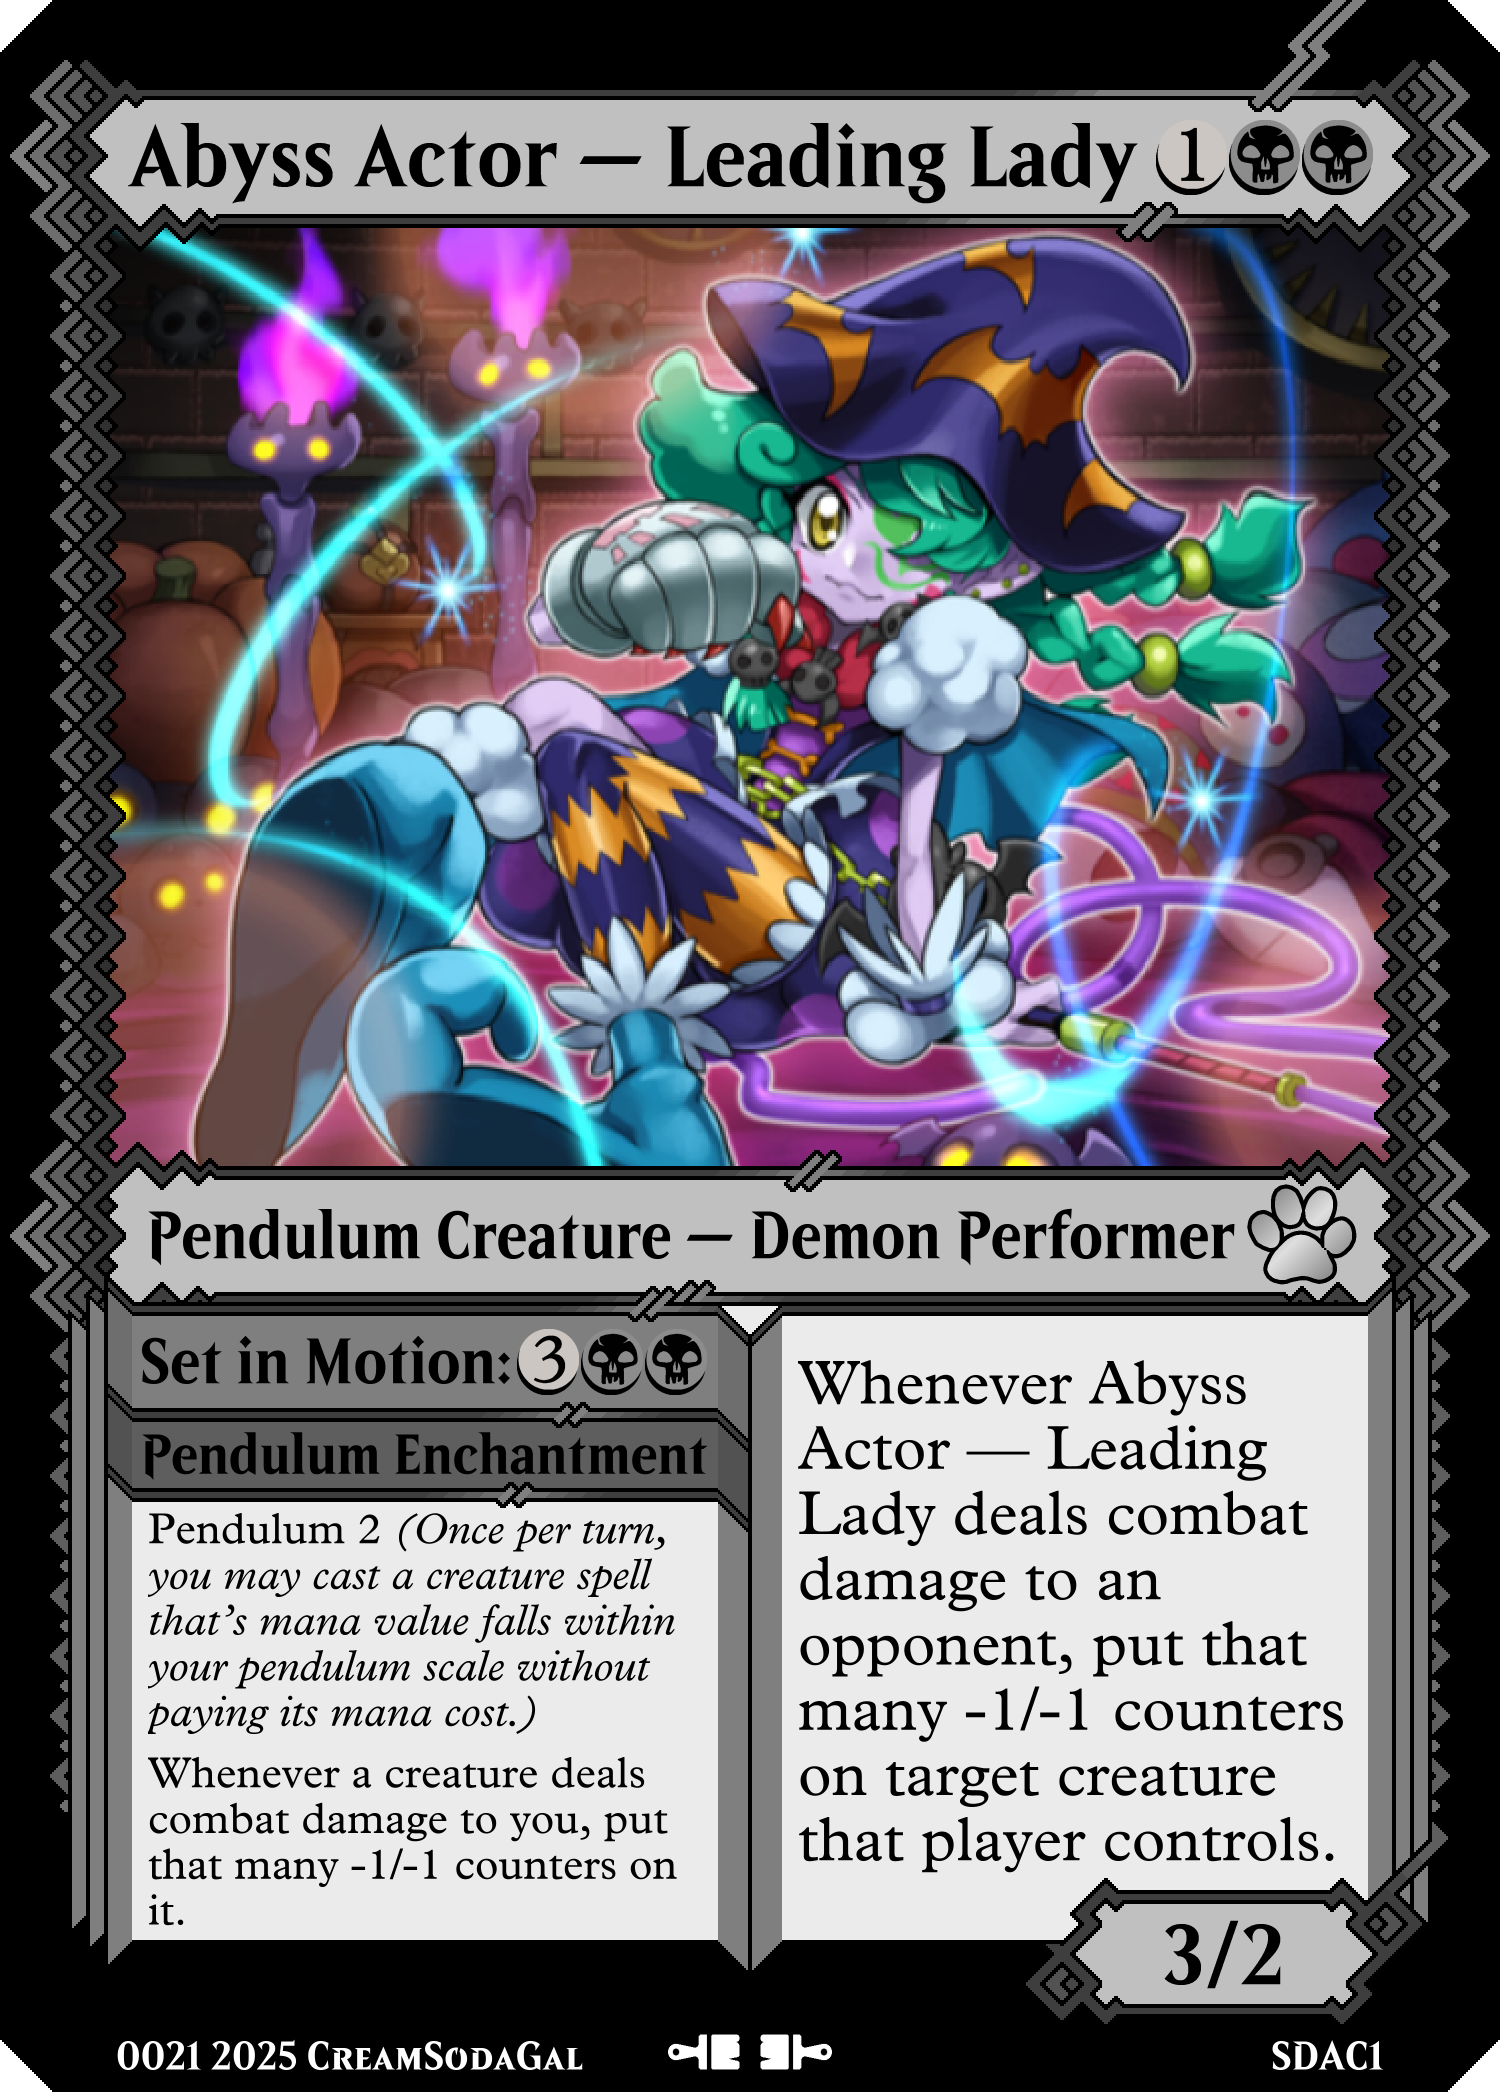 Abyss Actor — Leading Lady 1
Pendulum Creature — Demon Performer
Set in Motion: 3
Pendulum Enchantment
Pendulum 2 (Once per turn,
you may cast a creature spell
that's mana value falls within
your pendulum scale without
paying its mana cost.)
Whenever a creature deals
combat damage to you, put
that many -1/-1 counters on
it.
Whenever Abyss
Actor — Leading
Lady deals combat
damage to an
opponent, put that
many -1/-1 counters
on target creature
that player controls.
3/2
0021 2025 CreamSodaGal
SDAC1